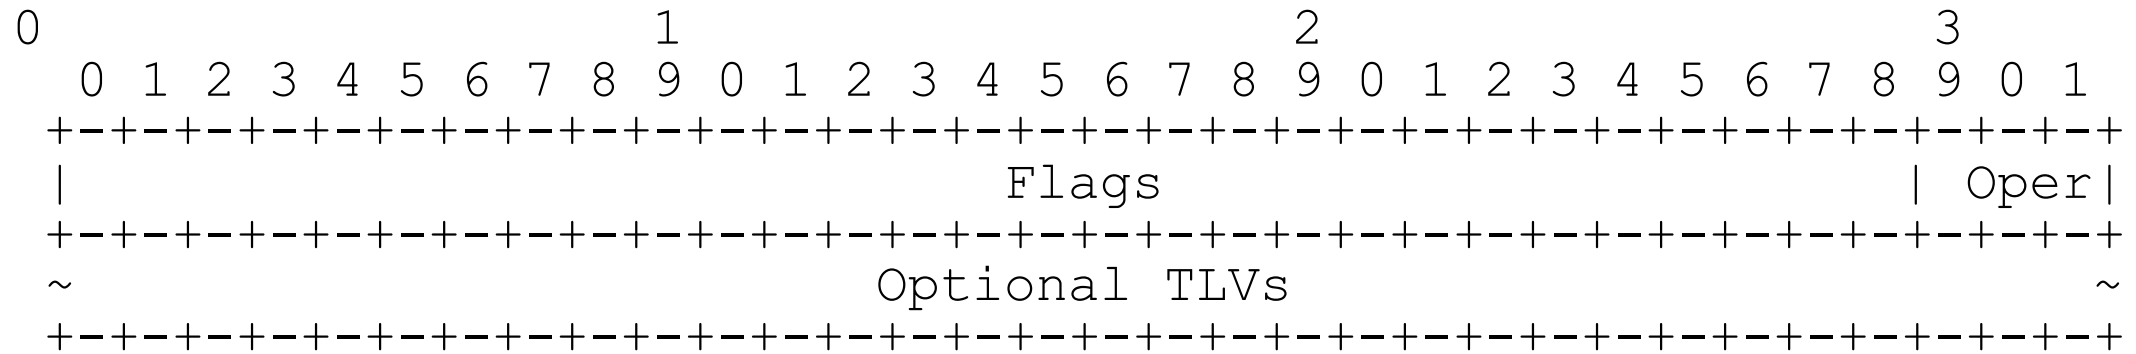 0                   1                   2                   3
  0 1 2 3 4 5 6 7 8 9 0 1 2 3 4 5 6 7 8 9 0 1 2 3 4 5 6 7 8 9 0 1
 +-+-+-+-+-+-+-+-+-+-+-+-+-+-+-+-+-+-+-+-+-+-+-+-+-+-+-+-+-+-+-+-+
 |                             Flags                       | Oper|
 +-+-+-+-+-+-+-+-+-+-+-+-+-+-+-+-+-+-+-+-+-+-+-+-+-+-+-+-+-+-+-+-+
 ~                         Optional TLVs                         ~
 +-+-+-+-+-+-+-+-+-+-+-+-+-+-+-+-+-+-+-+-+-+-+-+-+-+-+-+-+-+-+-+-+